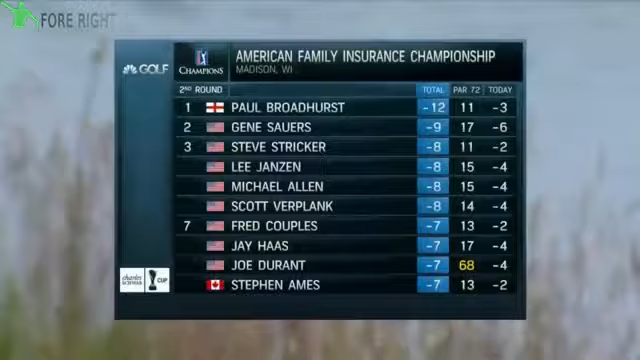 FORE RIGHT
GOLF
CHAMPIONS
AMERICAN FAMILY INSURANCE CHAMPIONSHIP
MADISON, WI
2ND ROUND TOTAL PAR 72 TODAY
1 PAUL BROADHURST -12 11 -3
2 GENE SAUERS -9 17 -6
3 STEVE STRICKER -8 11 -2
LEE JANZEN -8 15 -4
MICHAEL ALLEN -8 15 -4
SCOTT VERPLANK -8 14 -4
7 FRED COUPLES -7 13 -2
JAY HAAS -7 17 -4
JOE DURANT -7 68 -4
STEPHEN AMES -7 13 -2
charles SCHWAB CUP